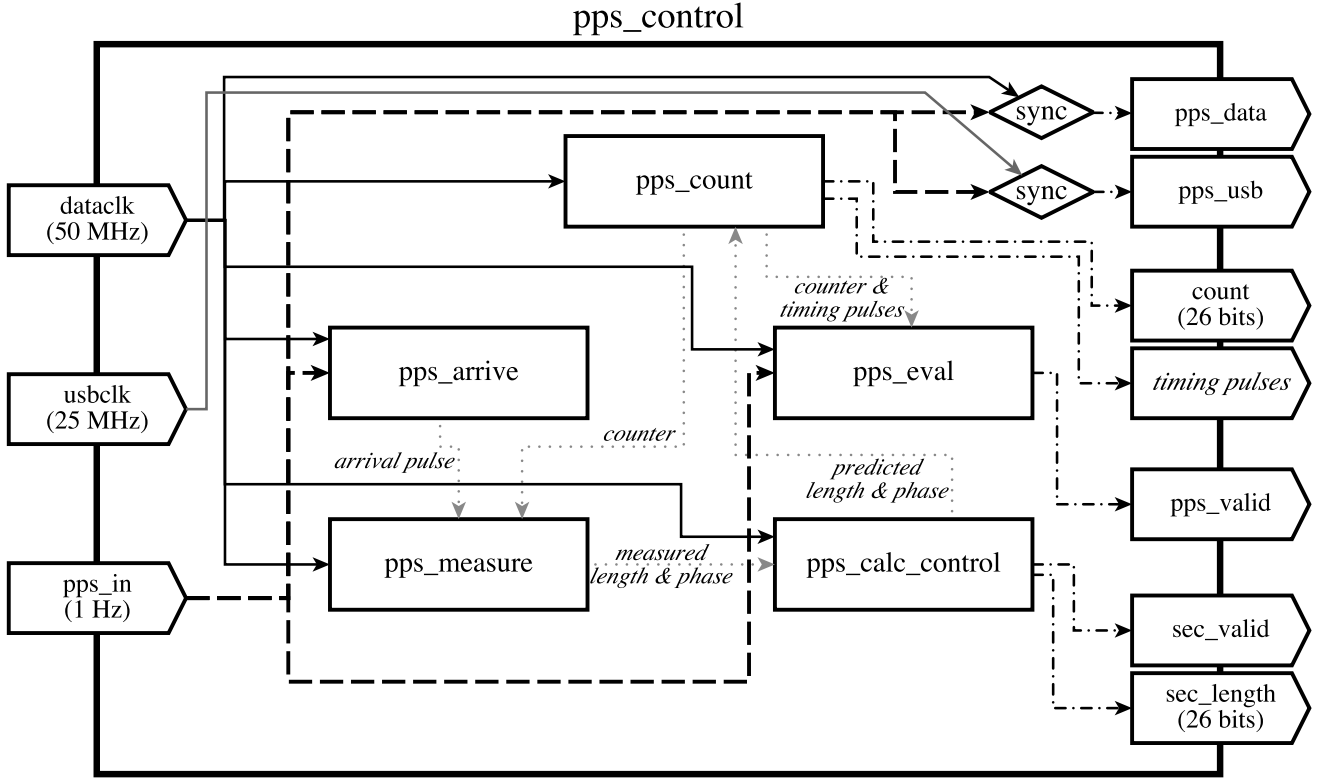 pps_control
sync
pps_data
pps_count
sync
pps_usb
dataclk
(50 MHz)
counter &
timing pulses
count
(26 bits)
pps_arrive
pps_eval
timing pulses
usbclk
(25 MHz)
counter
arrival pulse
predicted
length & phase
pps_valid
pps_measure
measured
length & phase
pps_calc_control
pps_in
(1 Hz)
sec_valid
sec_length
(26 bits)